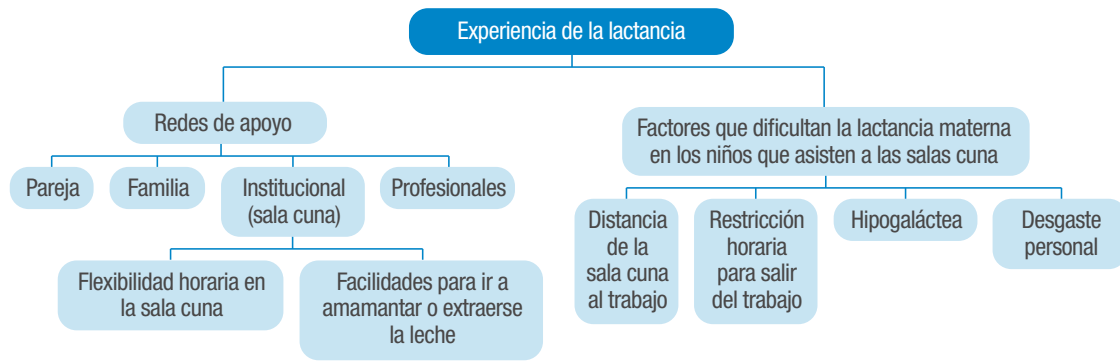 Experiencia de la lactancia
Redes de apoyo
Factores que dificultan la lactancia materna
en los niños que asisten a las salas cuna
Pareja
Familia
Institucional
(sala cuna)
Profesionales
Distancia
de la
sala cuna
al trabajo
Restricción
horaria
para salir
del trabajo
Hipogaláctea
Desgaste
personal
Flexibilidad horaria en
la sala cuna
Facilidades para ir a
amamantar o extraerse
la leche